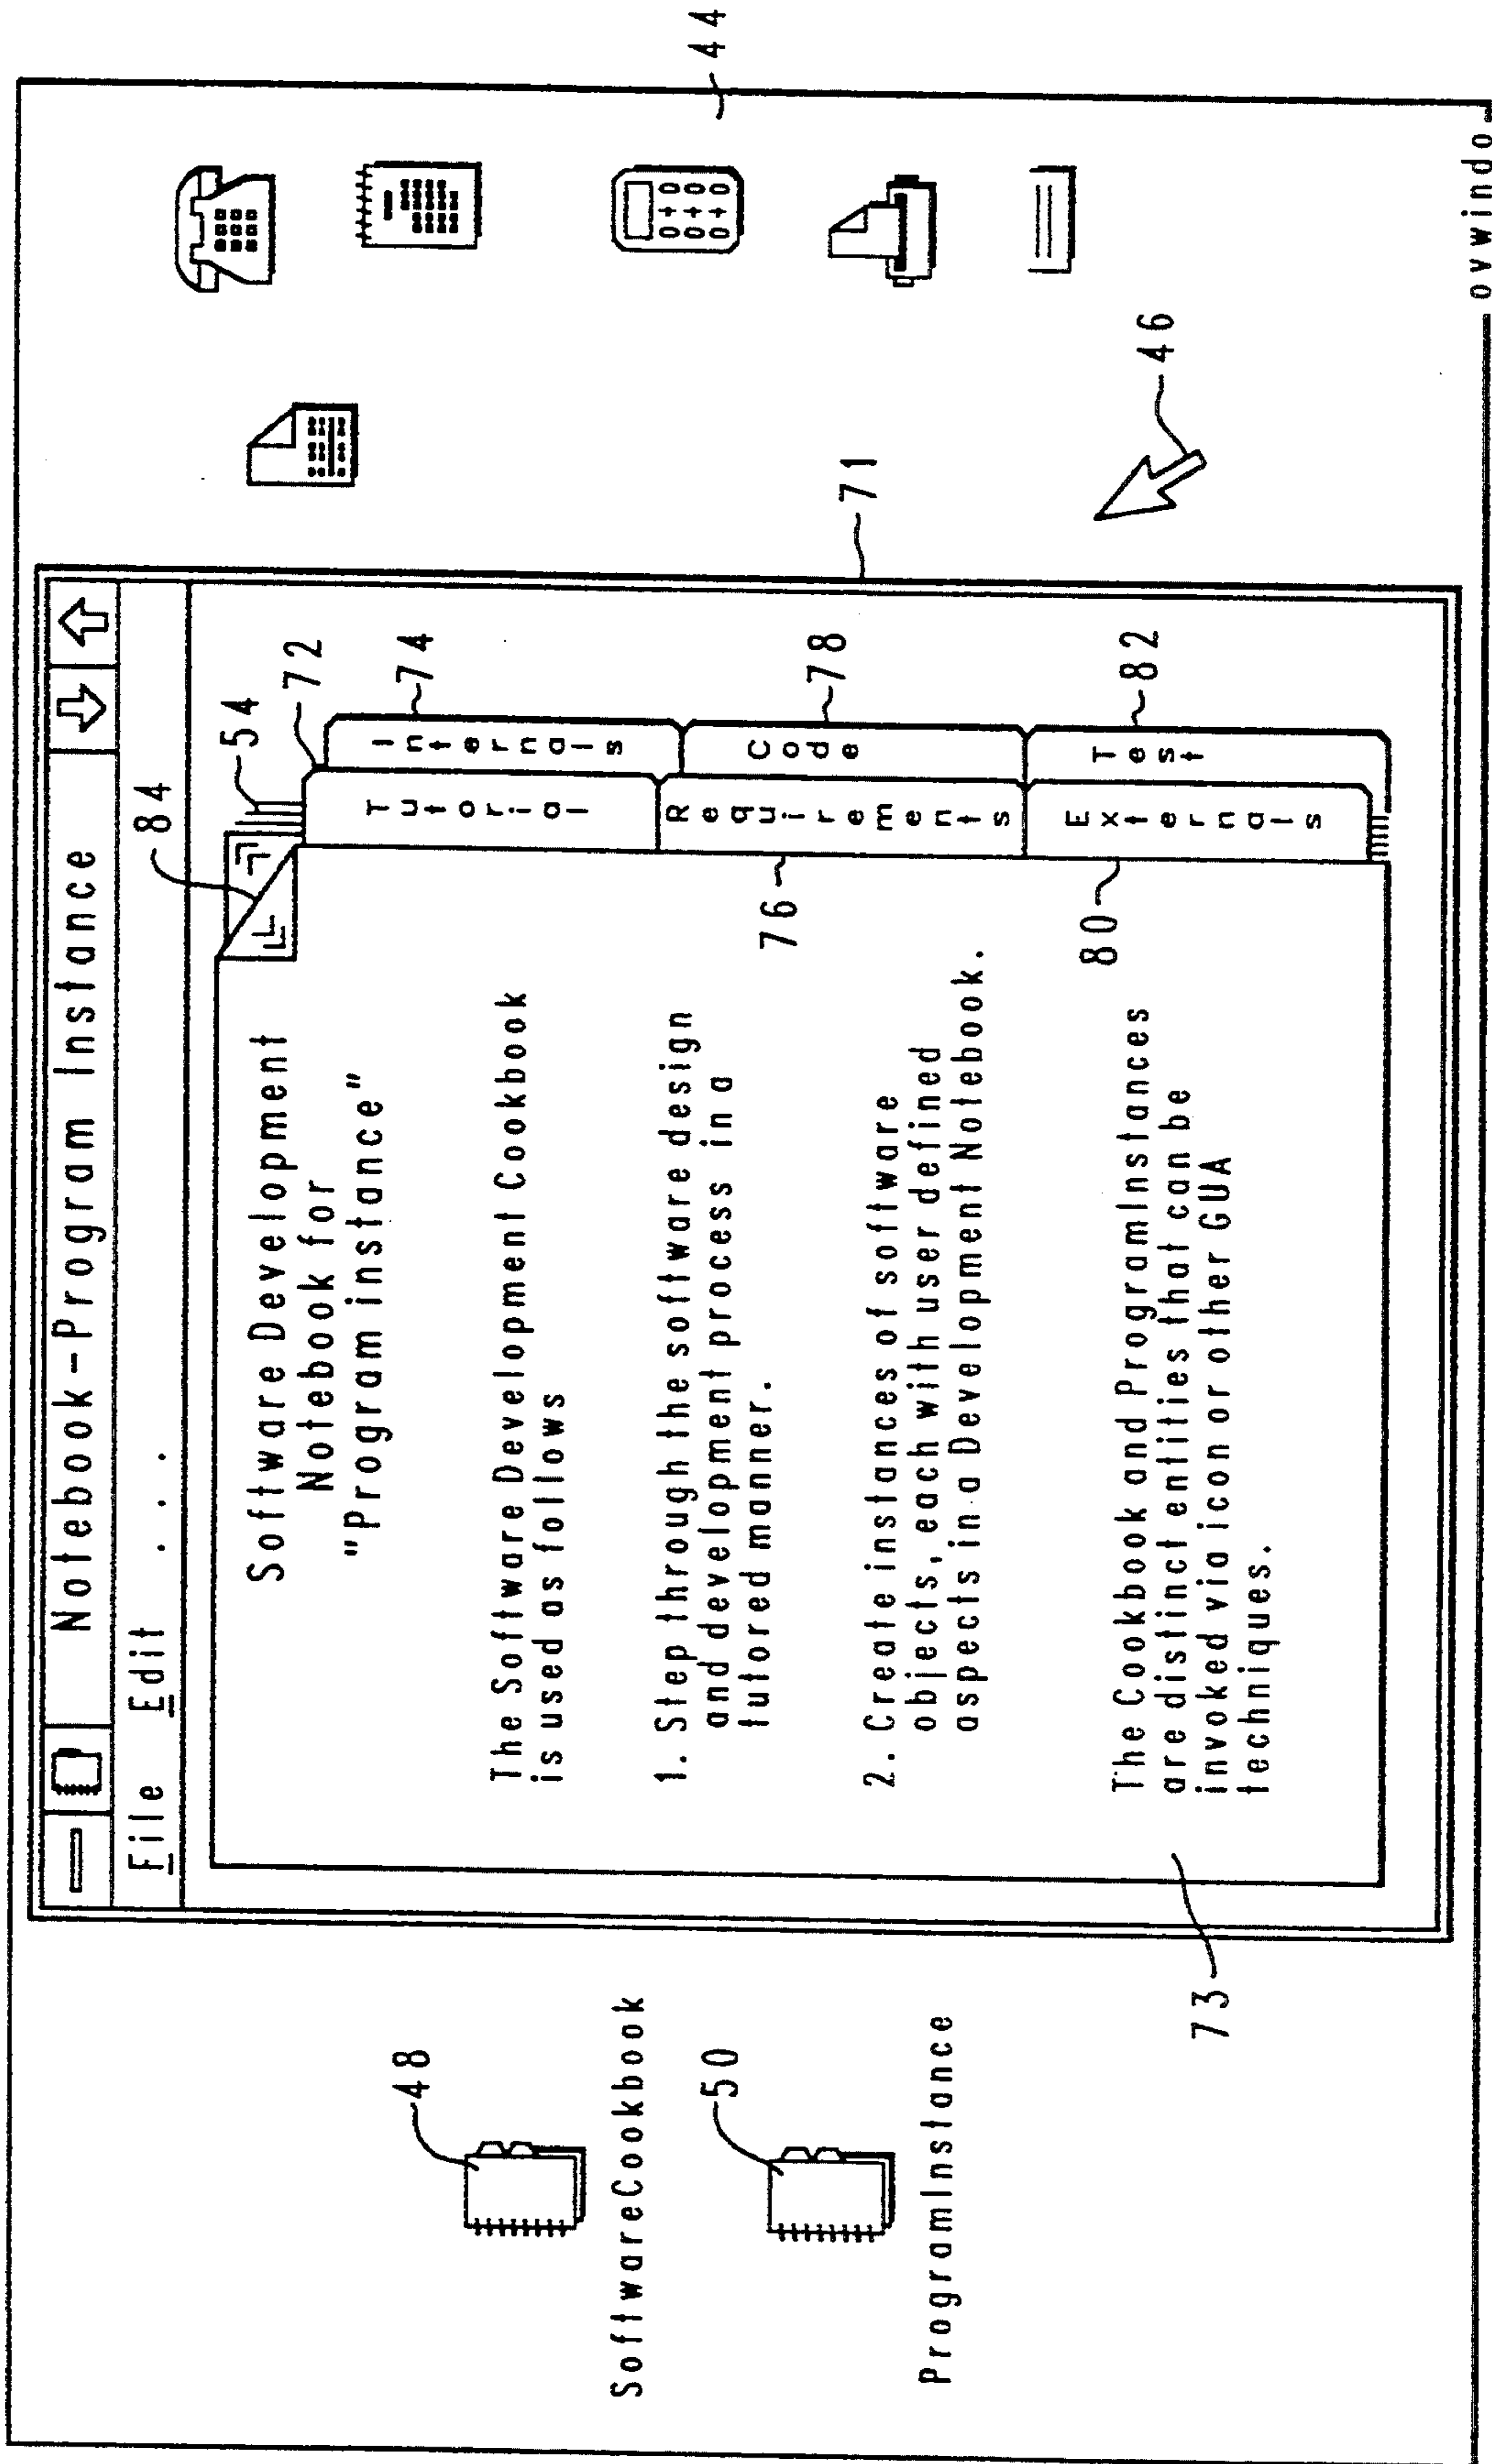 Notebook-Program Instance
File Edit ...
84
54
72
Software Development
Notebook for
"Program instance"
The Software Development Cookbook
is used as follows
1. Step through the software design
and development process in a
tutored manner.
2. Create instances of software
objects, each with user defined
aspects in a Development Notebook.
The Cookbook and ProgramInstances
are distinct entities that can be
invoked via icon or other GUA
techniques.
Tutorial
Internals
74
Requirements
76
Code
78
Externals
80
Test
82
73
71
46
44
48
SoftwareCookbook
50
ProgramInstance
ovwindo